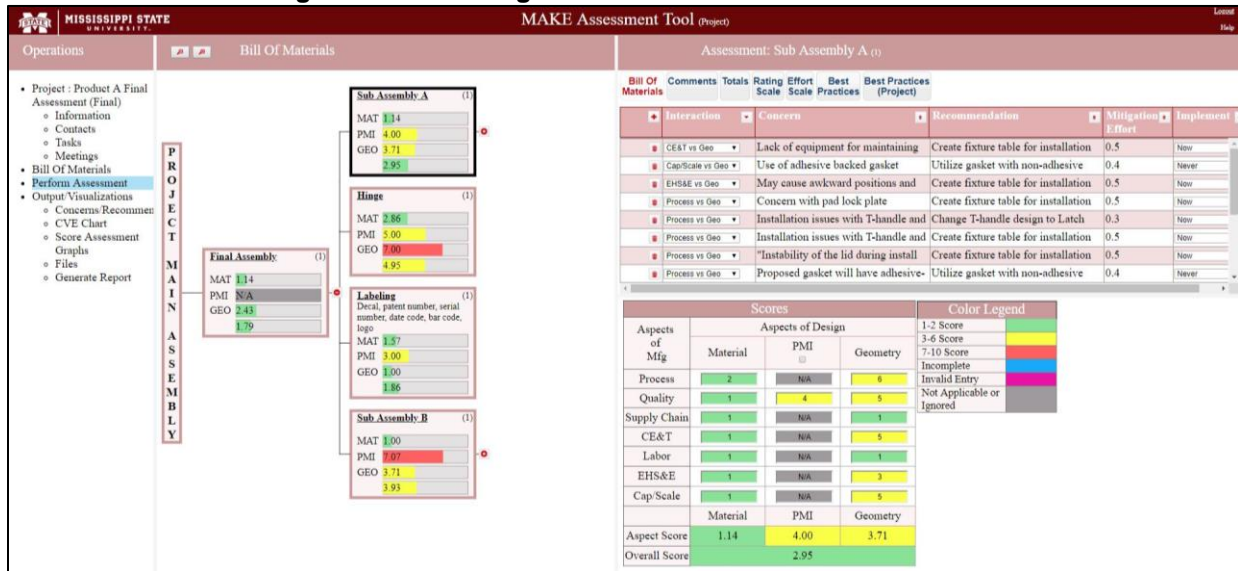 MISSISSIPPI STATE
UNIVERSITY.
MAKE Assessment Tool (Project)
Logout
Help
Operations
Bill Of Materials
Assessment: Sub Assembly A (1)
Project : Product A Final
Assessment (Final)
Information
Contacts
Tasks
Meetings
Bill Of Materials
Perform Assessment
Output/Visualizations
Concerns/Recommen
CVE Chart
Score Assessment
Graphs
Files
Generate Report
PROJECT MAIN ASSEMBLY
Final Assembly (1)
MAT 1.14
PMI N/A
GEO 2.43
1.79
Sub Assembly A (1)
MAT 1.14
PMI 4.00
GEO 3.71
2.95
Hinge (1)
MAT 2.86
PMI 5.00
GEO 7.00
4.95
Labeling (1)
Decal, patent number, serial
number, date code, bar code,
logo
MAT 1.57
PMI 3.00
GEO 1.00
1.86
Sub Assembly B (1)
MAT 1.00
PMI 7.07
GEO 3.71
3.93
Bill Of Materials Comments Totals Rating Scale Effort Scale Best Practices Best Practices (Project)
Interaction Concern Recommendation Mitigation Effort Implement
CE&T vs Geo Lack of equipment for maintaining Create fixture table for installation 0.5 Now
Cap/Scale vs Geo Use of adhesive backed gasket Utilize gasket with non-adhesive 0.4 Never
EHS&E vs Geo May cause awkward positions and Create fixture table for installation 0.5 Now
Process vs Geo Concern with pad lock plate Create fixture table for installation 0.5 Now
Process vs Geo Installation issues with T-handle and Change T-handle design to Latch 0.3 Now
Process vs Geo Installation issues with T-handle and Create fixture table for installation 0.5 Now
Process vs Geo "Instability of the lid during install Create fixture table for installation 0.5 Now
Process vs Geo Proposed gasket will have adhesive- Utilize gasket with non-adhesive 0.4 Never
Scores
Aspects of Mfg Aspects of Design
Material PMI Geometry
Process 2 N/A 6
Quality 1 4 5
Supply Chain 1 N/A 1
CE&T 1 N/A 5
Labor 1 N/A 1
EHS&E 1 N/A 3
Cap/Scale 1 N/A 5
Material PMI Geometry
Aspect Score 1.14 4.00 3.71
Overall Score 2.95
Color Legend
1-2 Score
3-6 Score
7-10 Score
Incomplete
Invalid Entry
Not Applicable or
Ignored